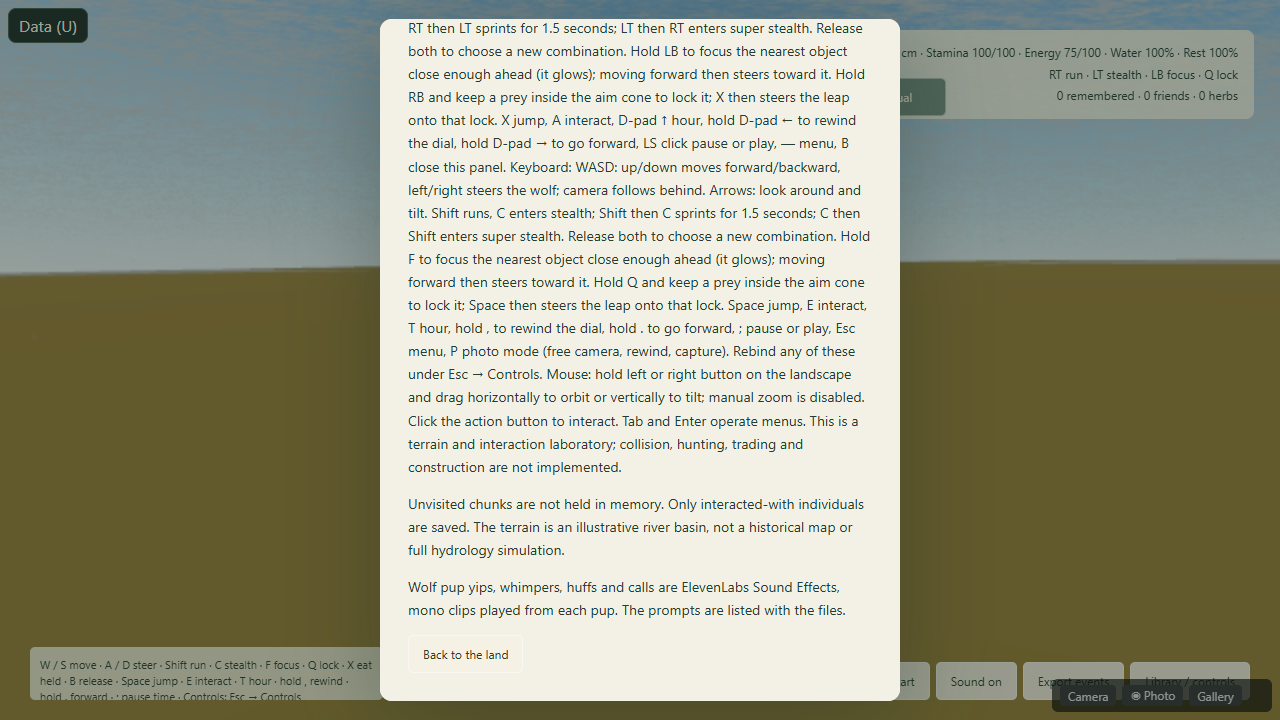 Data (U)
RT then LT sprints for 1.5 seconds; LT then RT enters super stealth. Release
both to choose a new combination. Hold LB to focus the nearest object
close enough ahead (it glows); moving forward then steers toward it. Hold
RB and keep a prey inside the aim cone to lock it; X then steers the leap
onto that lock. X jump, A interact, D-pad ↑ hour, hold D-pad ← to rewind
the dial, hold D-pad → to go forward, LS click pause or play, — menu, B
close this panel. Keyboard: WASD: up/down moves forward/backward,
left/right steers the wolf; camera follows behind. Arrows: look around and
tilt. Shift runs, C enters stealth; Shift then C sprints for 1.5 seconds; C then
Shift enters super stealth. Release both to choose a new combination. Hold
F to focus the nearest object close enough ahead (it glows); moving
forward then steers toward it. Hold Q and keep a prey inside the aim cone
to lock it; Space then steers the leap onto that lock. Space jump, E interact,
T hour, hold , to rewind the dial, hold . to go forward, ; pause or play, Esc
menu, P photo mode (free camera, rewind, capture). Rebind any of these
under Esc → Controls. Mouse: hold left or right button on the landscape
and drag horizontally to orbit or vertically to tilt; manual zoom is disabled.
Click the action button to interact. Tab and Enter operate menus. This is a
terrain and interaction laboratory; collision, hunting, trading and
construction are not implemented.
Unvisited chunks are not held in memory. Only interacted-with individuals
are saved. The terrain is an illustrative river basin, not a historical map or
full hydrology simulation.
Wolf pup yips, whimpers, huffs and calls are ElevenLabs Sound Effects,
mono clips played from each pup. The prompts are listed with the files.
Back to the land
cm · Stamina 100/100 · Energy 75/100 · Water 100% · Rest 100%
RT run · LT stealth · LB focus · Q lock
0 remembered · 0 friends · 0 herbs
W / S move · A / D steer · Shift run · C stealth · F focus · Q lock · X eat
held · B release · Space jump · E interact · T hour · hold , rewind ·
hold . forward · ; pause time · Controls: Esc → Controls
Sound on
Export events
Library / controls
Camera
◉ Photo
Gallery